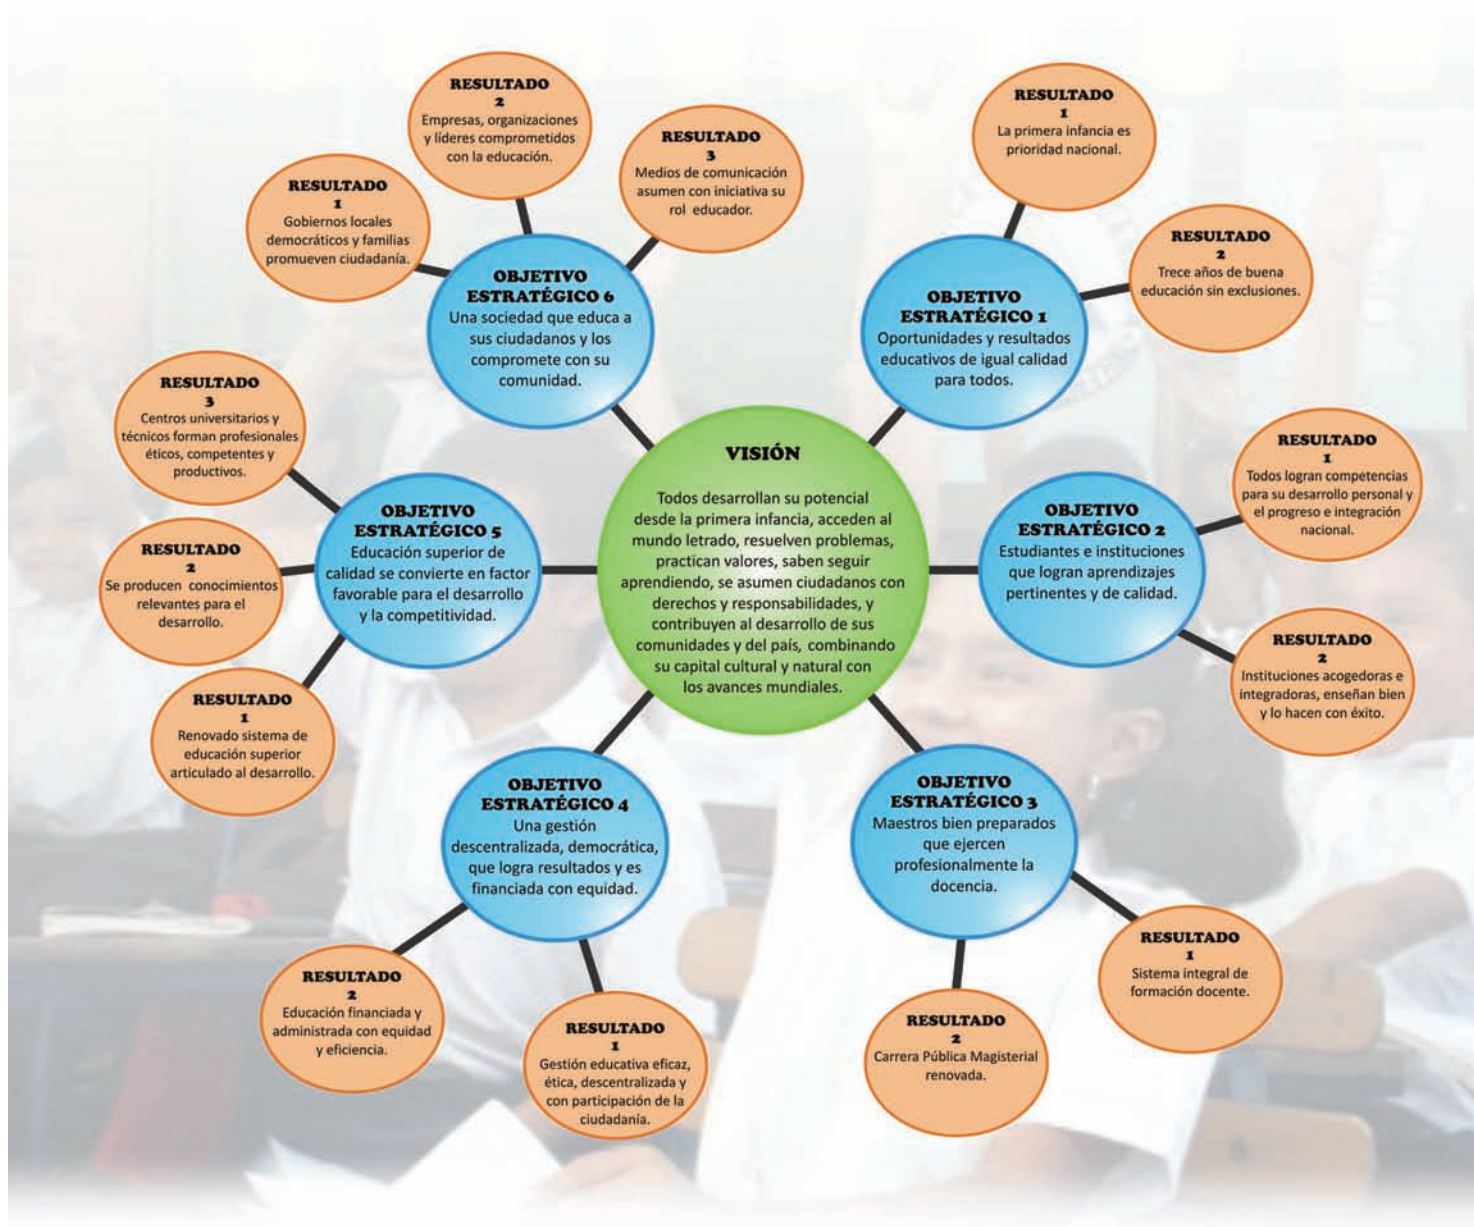 VISIÓN
Todos desarrollan su potencial
desde la primera infancia, acceden al
mundo letrado, resuelven problemas,
practican valores, saben seguir
aprendiendo, se asumen ciudadanos con
derechos y responsabilidades, y
contribuyen al desarrollo de sus
comunidades y del país, combinando
su capital cultural y natural con
los avances mundiales.
OBJETIVO
ESTRATÉGICO 1
Oportunidades y resultados
educativos de igual calidad
para todos.
RESULTADO
1
La primera infancia es
prioridad nacional.
RESULTADO
2
Trece años de buena
educación sin exclusiones.
OBJETIVO
ESTRATÉGICO 2
Estudiantes e instituciones
que logran aprendizajes
pertinentes y de calidad.
RESULTADO
1
Todos logran competencias
para su desarrollo personal y
el progreso e integración
nacional.
RESULTADO
2
Instituciones acogedoras e
integradoras, enseñan bien
y lo hacen con éxito.
OBJETIVO
ESTRATÉGICO 3
Maestros bien preparados
que ejercen
profesionalmente la
docencia.
RESULTADO
1
Sistema integral de
formación docente.
RESULTADO
2
Carrera Pública Magisterial
renovada.
OBJETIVO
ESTRATÉGICO 4
Una gestión
descentralizada, democrática,
que logra resultados y es
financiada con equidad.
RESULTADO
1
Gestión educativa eficaz,
ética, descentralizada y
con participación de la
ciudadanía.
RESULTADO
2
Educación financiada y
administrada con equidad
y eficiencia.
OBJETIVO
ESTRATÉGICO 5
Educación superior de
calidad se convierte en factor
favorable para el desarrollo
y la competitividad.
RESULTADO
1
Renovado sistema de
educación superior
articulado al desarrollo.
RESULTADO
2
Se producen conocimientos
relevantes para el
desarrollo.
RESULTADO
3
Centros universitarios y
técnicos forman profesionales
éticos, competentes y
productivos.
OBJETIVO
ESTRATÉGICO 6
Una sociedad que educa a
sus ciudadanos y los
compromete con su
comunidad.
RESULTADO
1
Gobiernos locales
democráticos y familias
promueven ciudadanía.
RESULTADO
2
Empresas, organizaciones
y líderes comprometidos
con la educación.
RESULTADO
3
Medios de comunicación
asumen con iniciativa su
rol educador.